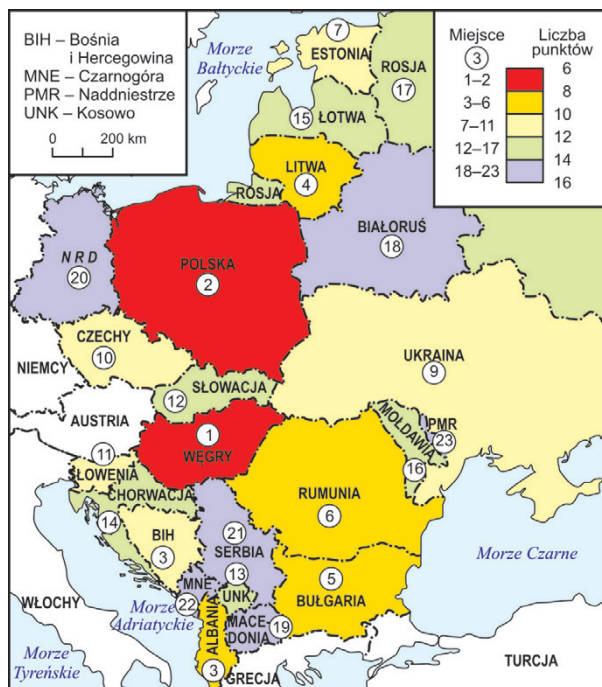 BIH – Bośnia
i Hercegowina
MNE – Czarnogóra
PMR – Naddniestrze
UNK – Kosowo
0 200 km
Miejsce
3
1–2
3–6
7–11
12–17
18–23
Liczba
punktów
6
8
10
12
14
16
Morze
Bałtyckie
7
ESTONIA
ROSJA
17
15 ŁOTWA
LITWA
4
ROSJA
BIAŁORUŚ
18
NRD
20
POLSKA
2
CZECHY
10
NIEMCY
UKRAINA
9
SŁOWACJA
12
AUSTRIA
1
WĘGRY
MOŁDAWIA
16
PMR
23
11
SŁOWENIA
CHORWACJA
14
RUMUNIA
6
BIH
3
21
SERBIA
13
UNK
MNE
22
5
BUŁGARIA
Morze Czarne
WŁOCHY
Morze
Adriatyckie
ALBANIA
3
MACE-
DONIA
19
Morze
Tyreńskie
GRECJA
TURCJA